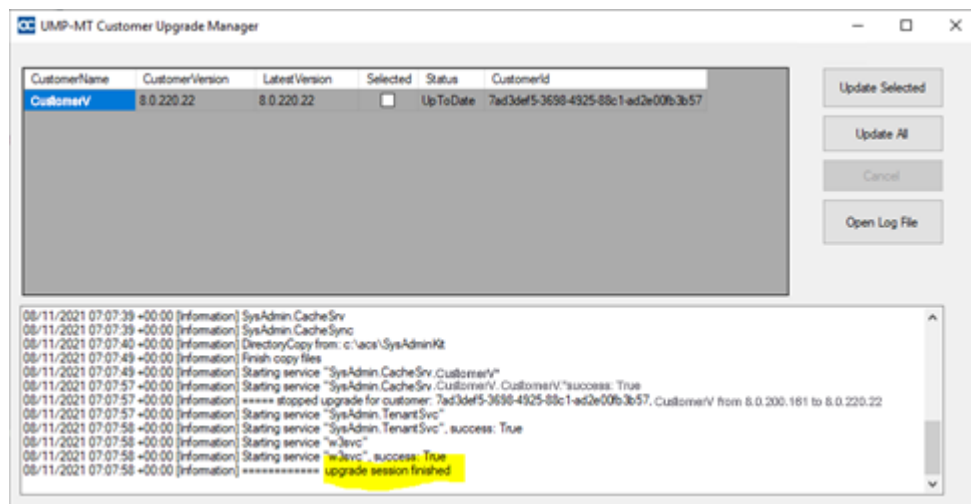 UMP-MT Customer Upgrade Manager
CustomerName CustomerVersion LatestVersion Selected Status CustomerId
CustomerV 8.0.220.22 8.0.220.22 UpToDate 7ad3def5-3698-4925-88c1-ad2e00fb3b57
Update Selected
Update All
Cancel
Open Log File
08/11/2021 07:07:39 +00:00 [Information] SysAdmin.CacheSrv
08/11/2021 07:07:39 +00:00 [Information] SysAdmin.CacheSync
08/11/2021 07:07:40 +00:00 [Information] DirectoryCopy from: c:\acs\SysAdminKit
08/11/2021 07:07:49 +00:00 [Information] Finish copy files
08/11/2021 07:07:49 +00:00 [Information] Starting service "SysAdmin.CacheSrv.CustomerV"
08/11/2021 07:07:57 +00:00 [Information] Starting service "SysAdmin.CacheSrv.CustomerV. CustomerV."success: True
08/11/2021 07:07:57 +00:00 [Information] ===== stopped upgrade for customer: 7ad3def5-3698-4925-88c1-ad2e00fb3b57, CustomerV from 8.0.200.161 to 8.0.220.22
08/11/2021 07:07:57 +00:00 [Information] Starting service "SysAdmin.TenantSvc"
08/11/2021 07:07:58 +00:00 [Information] Starting service "SysAdmin.TenantSvc", success: True
08/11/2021 07:07:58 +00:00 [Information] Starting service "w3svc"
08/11/2021 07:07:58 +00:00 [Information] Starting service "w3svc", success: True
08/11/2021 07:07:58 +00:00 [Information] ============ upgrade session finished